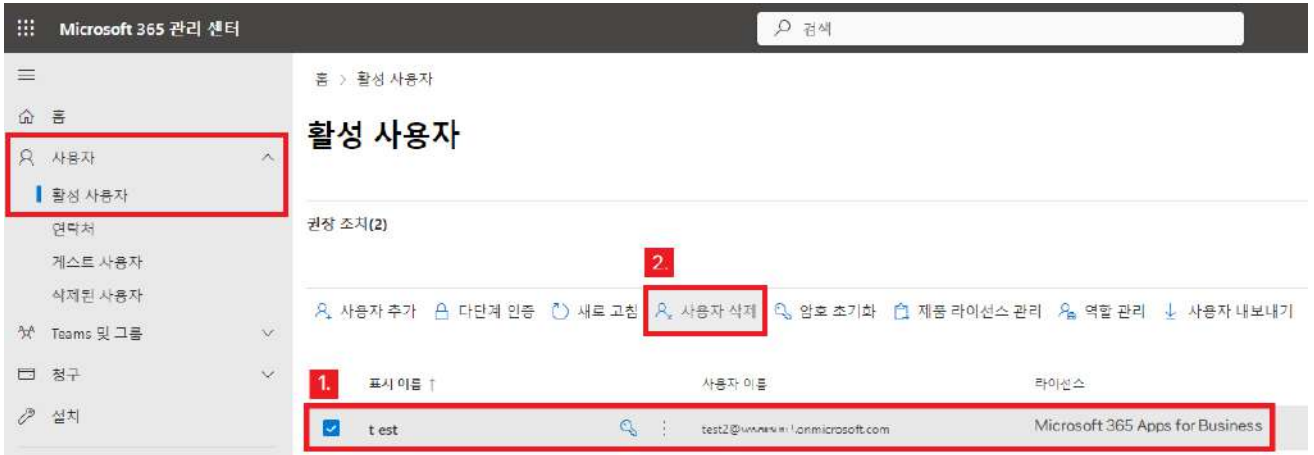 Microsoft 365 관리 센터
검색
홈 > 활성 사용자
홈
활성 사용자
사용자
활성 사용자
연락처
권장 조치(2)
게스트 사용자
2.
삭제된 사용자
사용자 추가 다단계 인증 새로 고침 사용자 삭제 암호 초기화 제품 라이선스 관리 역할 관리 사용자 내보내기
Teams 및 그룹
청구
1. 표시 이름 ↑ 사용자 이름 라이선스
설치
t est test2@ .onmicrosoft.com Microsoft 365 Apps for Business